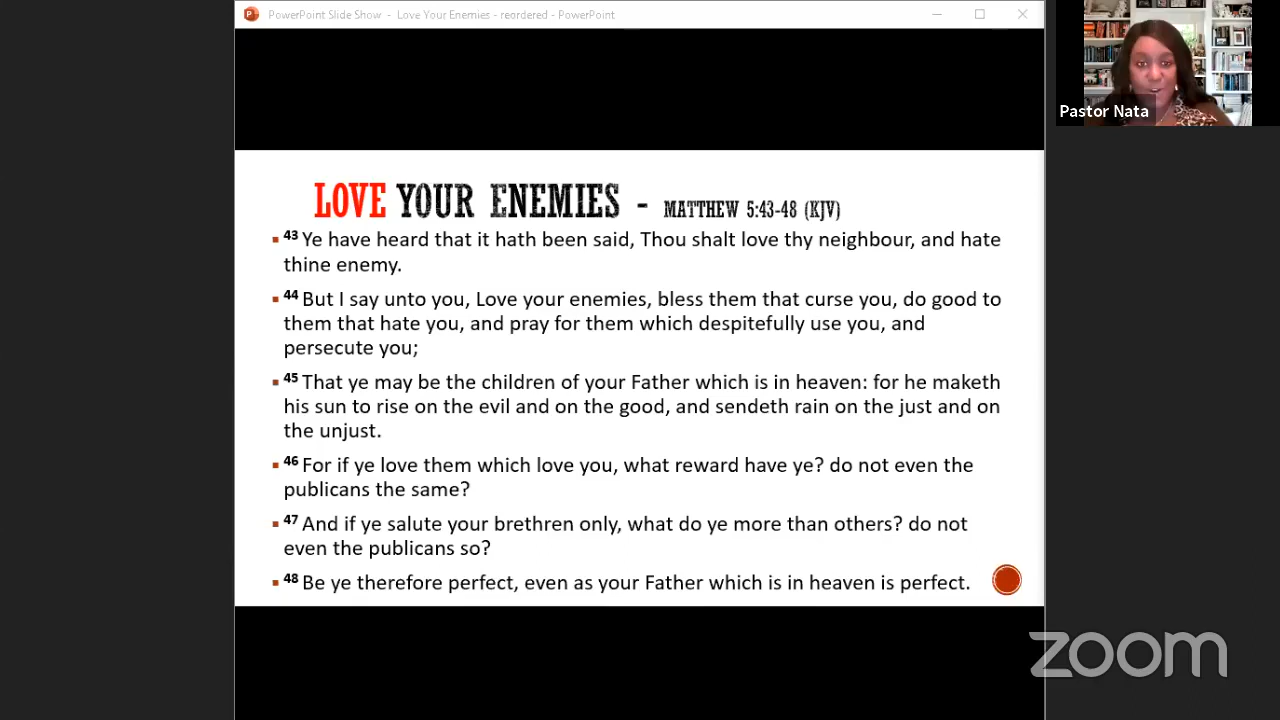 PowerPoint Slide Show - Love Your Enemies - reordered - PowerPoint
Pastor Nata
LOVE YOUR ENEMIES - MATTHEW 5:43-48 (KJV)
▪ 43 Ye have heard that it hath been said, Thou shalt love thy neighbour, and hate
thine enemy.
▪ 44 But I say unto you, Love your enemies, bless them that curse you, do good to
them that hate you, and pray for them which despitefully use you, and
persecute you;
▪ 45 That ye may be the children of your Father which is in heaven: for he maketh
his sun to rise on the evil and on the good, and sendeth rain on the just and on
the unjust.
▪ 46 For if ye love them which love you, what reward have ye? do not even the
publicans the same?
▪ 47 And if ye salute your brethren only, what do ye more than others? do not
even the publicans so?
▪ 48 Be ye therefore perfect, even as your Father which is in heaven is perfect.
zoom